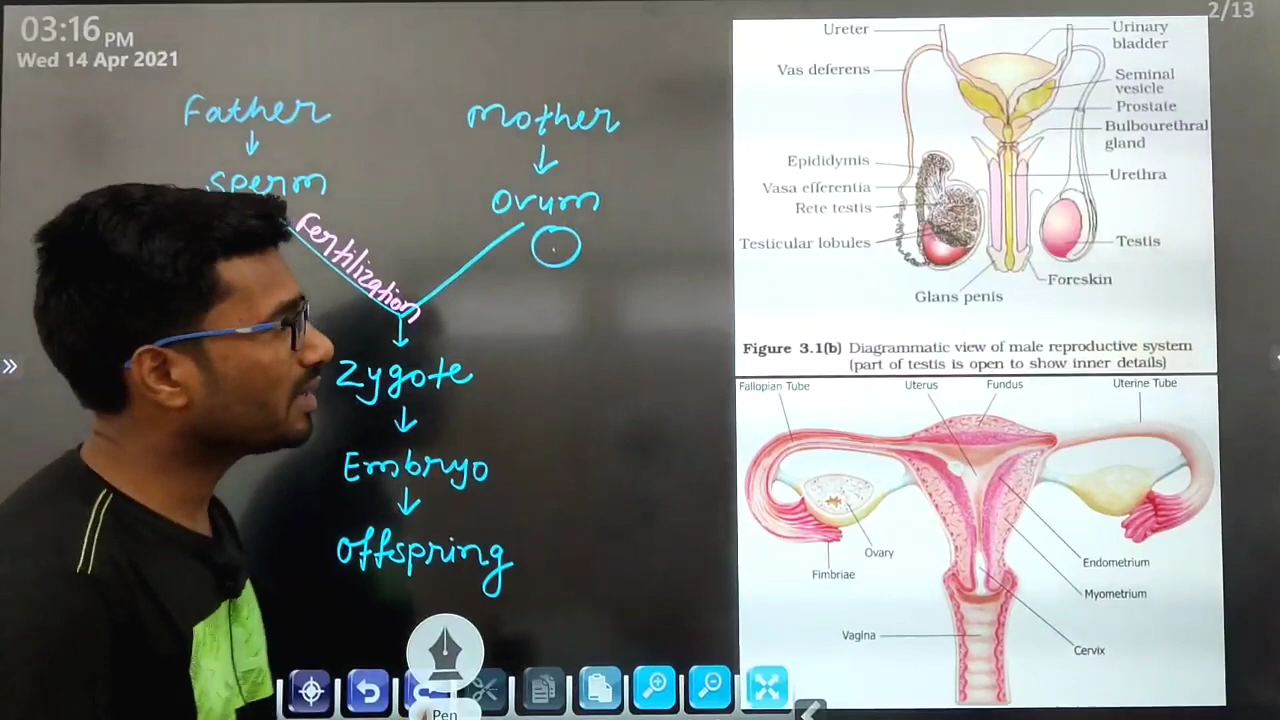 03:16 PM
Wed 14 Apr 2021
2/13
Father
Mother
sperm
Ovum
Fertilization
Zygote
Embryo
offspring
Pen
Ureter
Urinary bladder
Vas deferens
Seminal vesicle
Prostate
Bulbourethral gland
Epididymis
Vasa efferentia
Urethra
Rete testis
Testicular lobules
Testis
Foreskin
Glans penis
Figure 3.1(b) Diagrammatic view of male reproductive system
(part of testis is open to show inner details)
Fallopian Tube
Uterus
Fundus
Uterine Tube
Ovary
Fimbriae
Endometrium
Myometrium
Vagina
Cervix